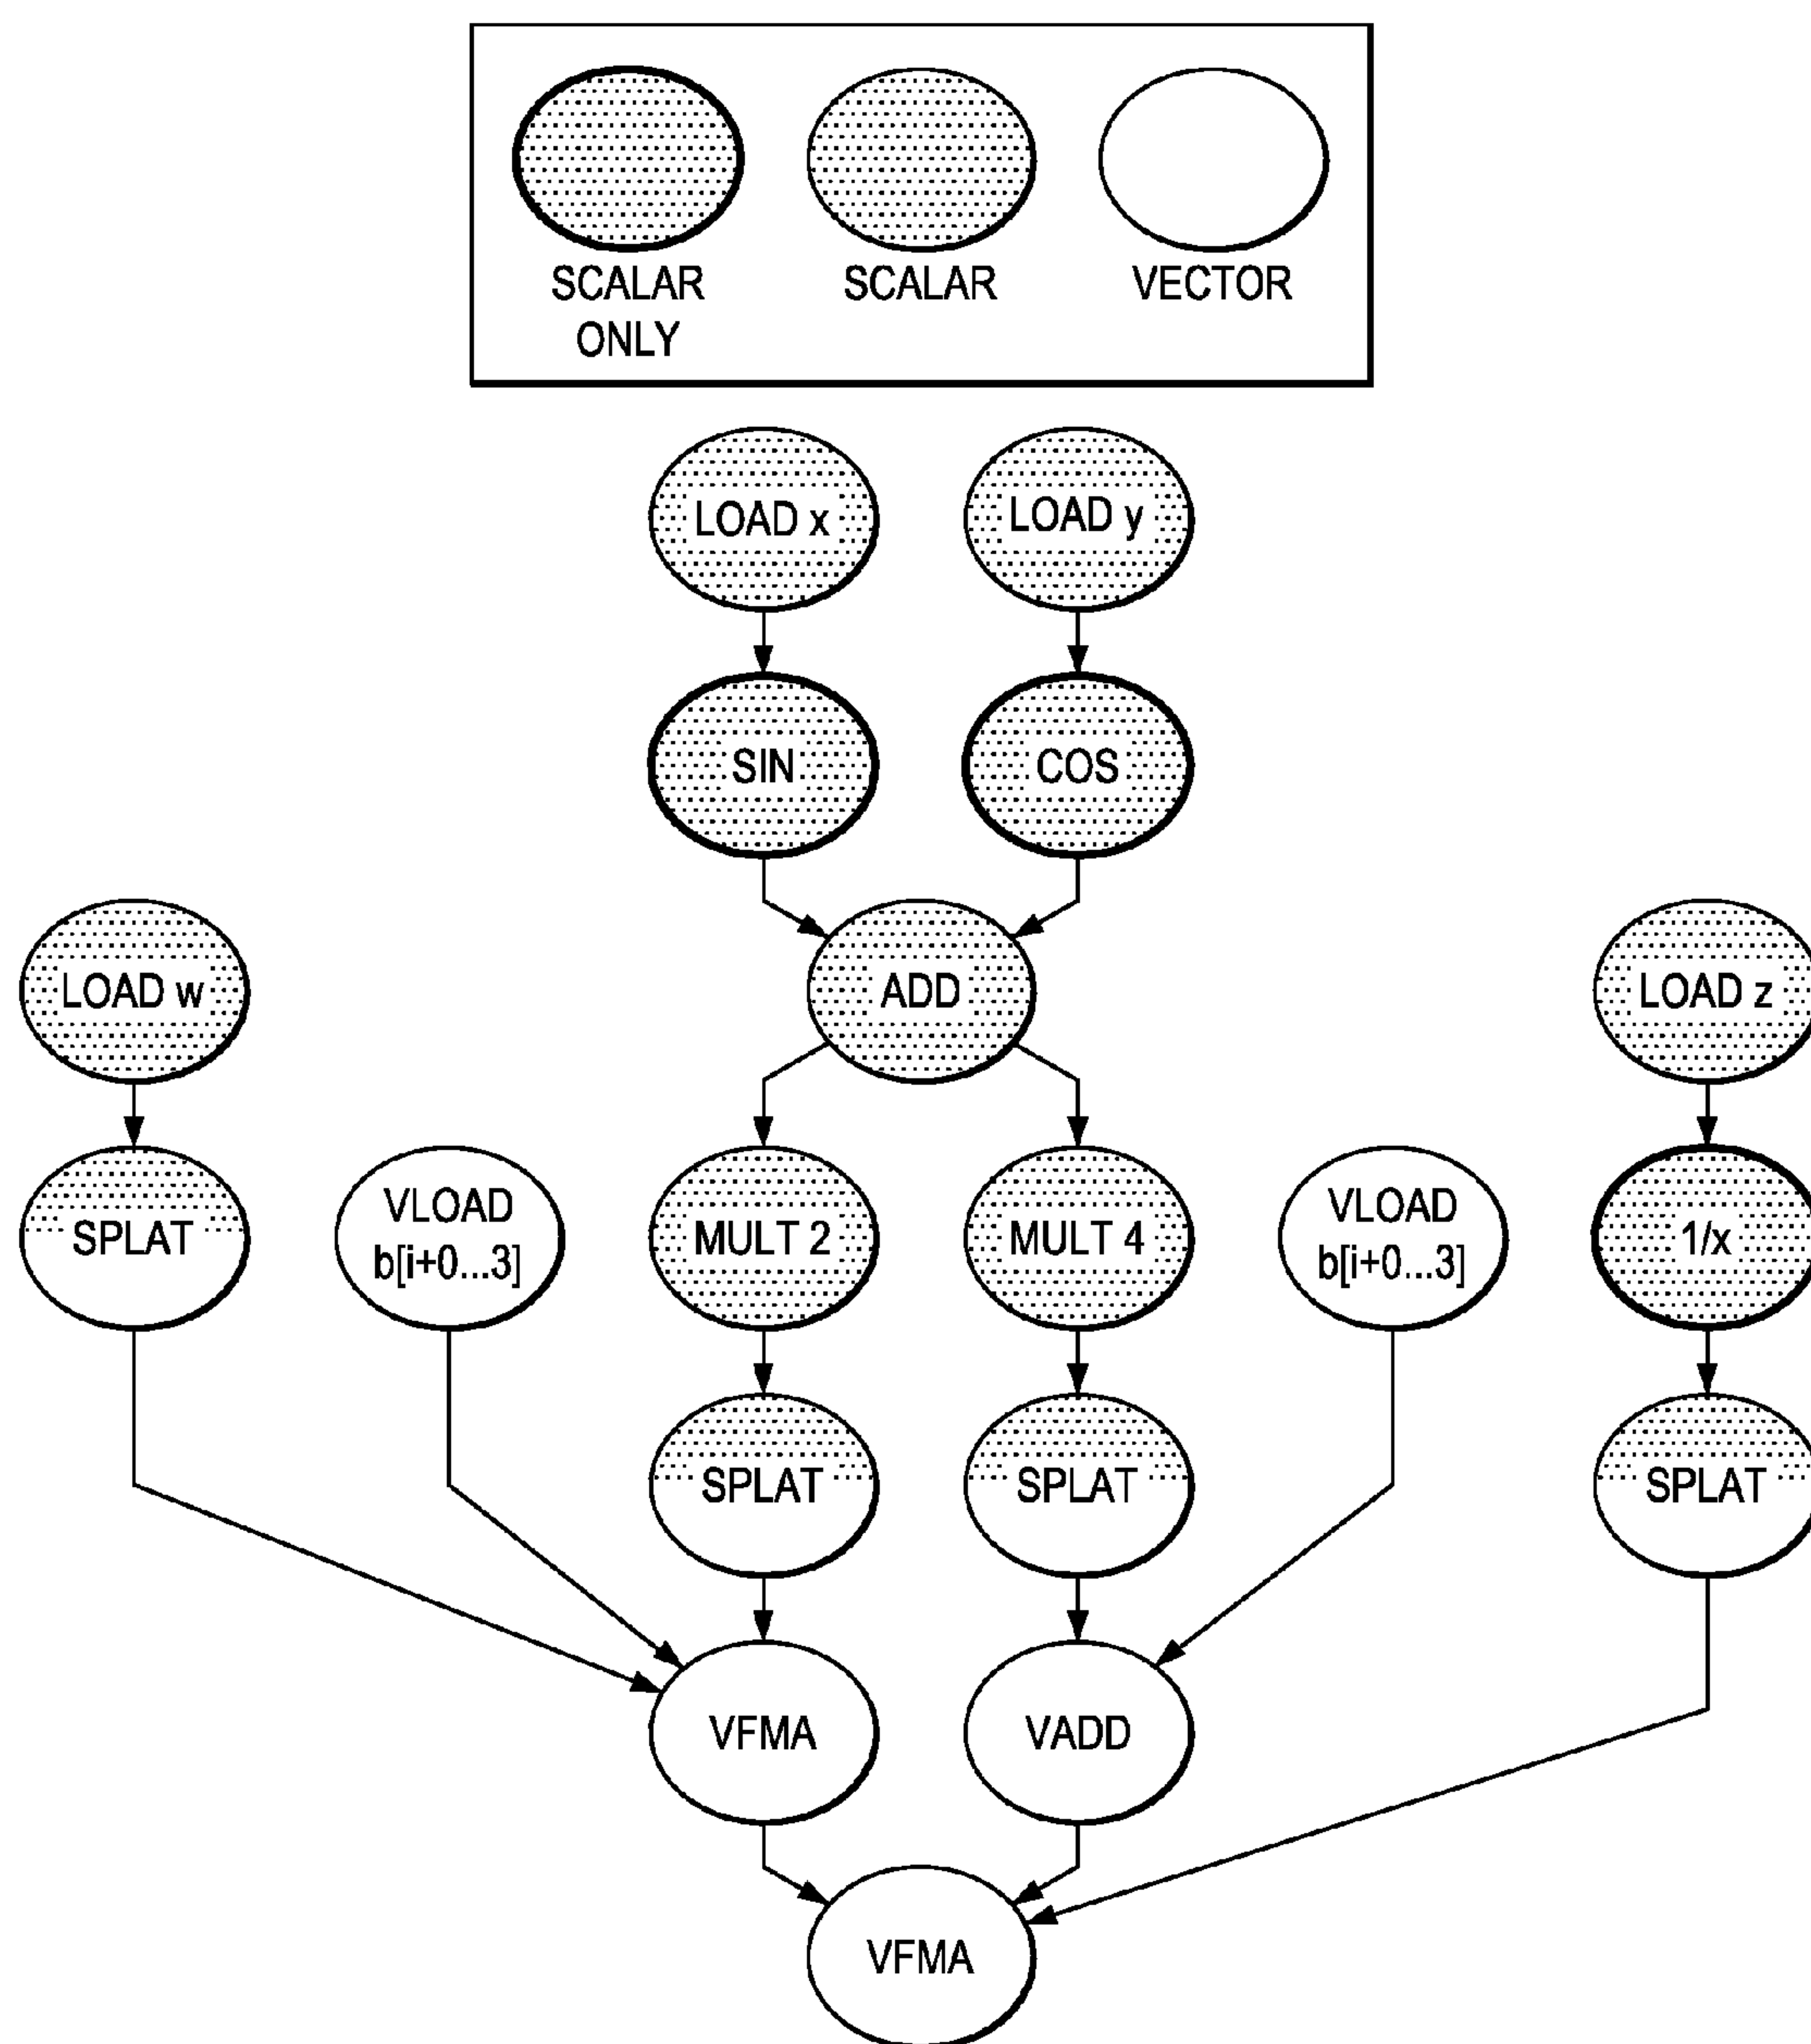 SCALAR
ONLY
SCALAR
VECTOR
LOAD x
LOAD y
SIN
COS
LOAD w
ADD
LOAD z
SPLAT
VLOAD
b[i+0...3]
MULT 2
MULT 4
VLOAD
b[i+0...3]
1/x
SPLAT
SPLAT
SPLAT
VFMA
VADD
VFMA